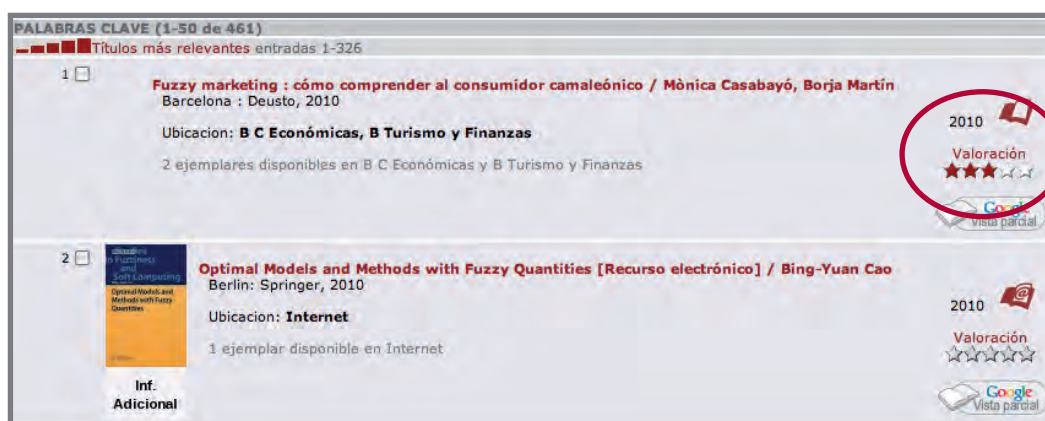 PALABRAS CLAVE (1-50 de 461)
Títulos más relevantes entradas 1-326
1
Fuzzy marketing : cómo comprender al consumidor camaleónico / Mònica Casabayó, Borja Martín
Barcelona : Deusto, 2010
Ubicacion: B C Económicas, B Turismo y Finanzas
2 ejemplares disponibles en B C Económicas y B Turismo y Finanzas
2010
Valoración
Google
Vista parcial
2
in Fuzziness
and
Soft Computing
Optimal Models and
Methods with Fuzzy
Quantities
Inf.
Adicional
Optimal Models and Methods with Fuzzy Quantities [Recurso electrónico] / Bing-Yuan Cao
Berlin: Springer, 2010
Ubicacion: Internet
1 ejemplar disponible en Internet
2010
Valoración
Google
Vista parcial